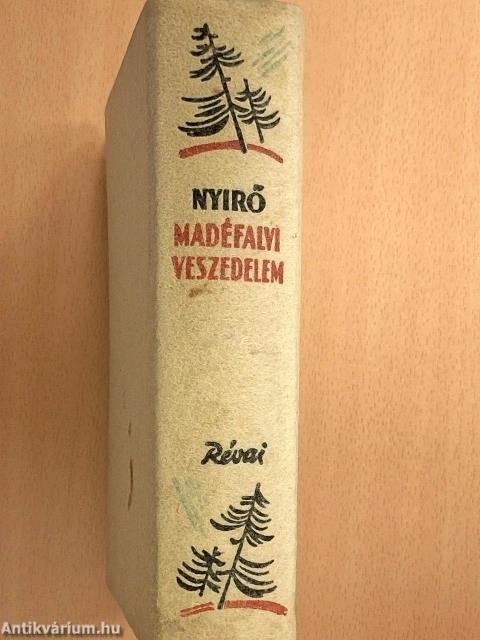 NYIRŐ
MADÉFALVI
VESZEDELEM
Révai
Antikvárium.hu